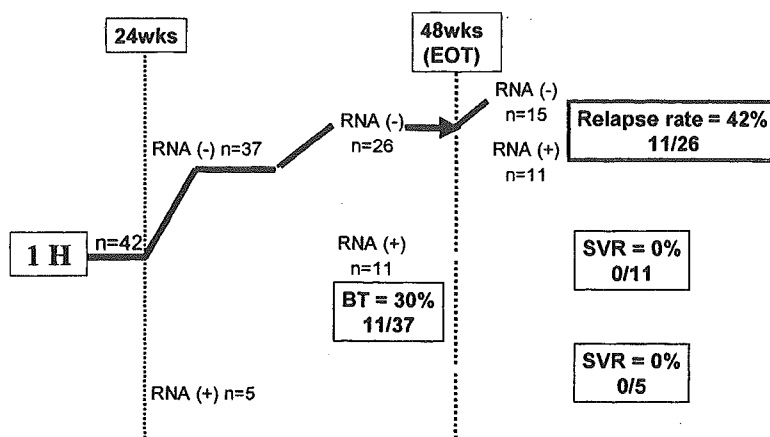 24wks
48wks
(EOT)
RNA (-)
n=15
Relapse rate = 42%
11/26
RNA (-)
n=26
RNA (-) n=37
RNA (+)
n=11
n=42
1 H
RNA (+)
n=11
SVR = 0%
0/11
BT = 30%
11/37
SVR = 0%
0/5
RNA (+) n=5